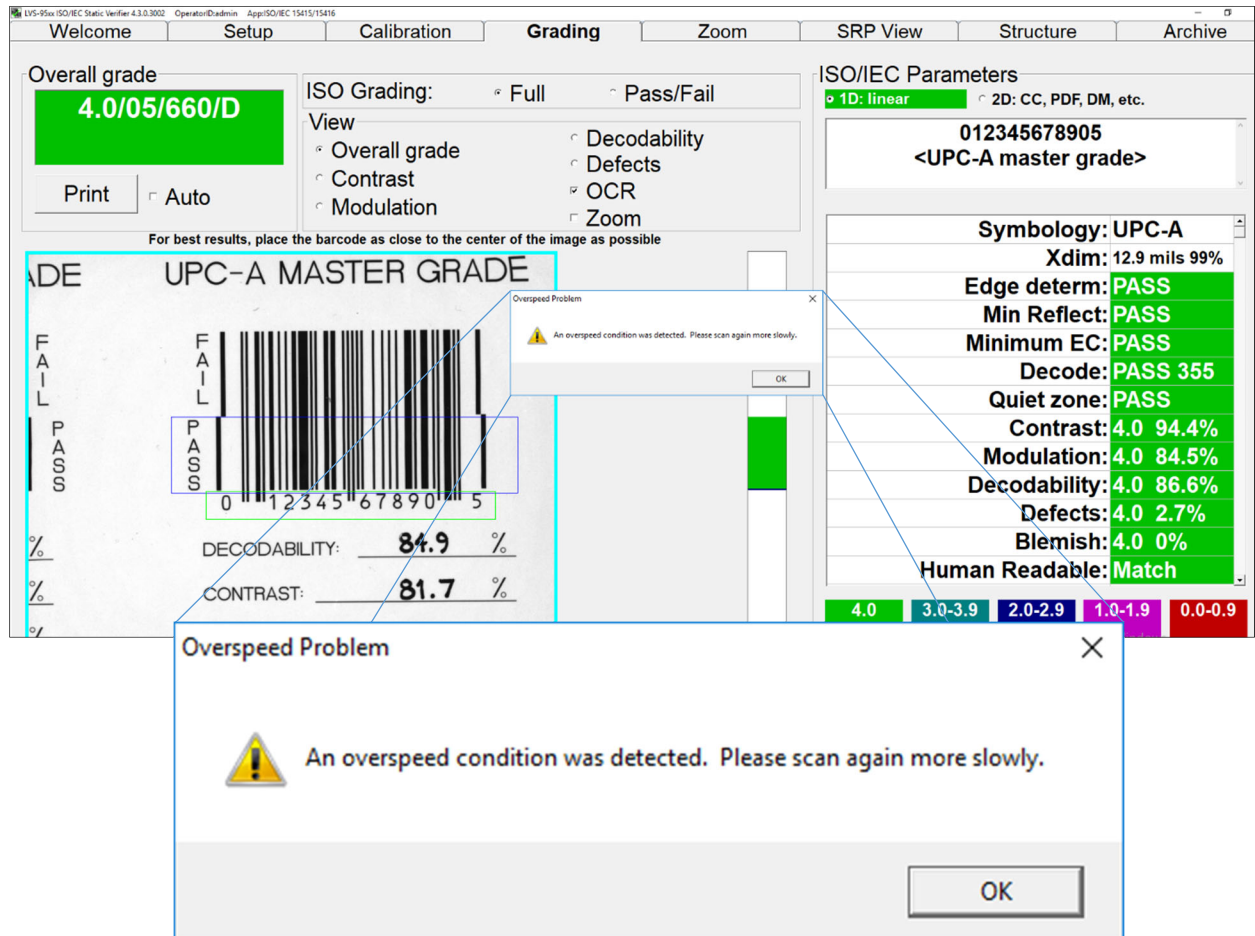 LVS-95xx ISO/IEC Static Verifier 4.3.0.3002 OperatorID:admin App:ISO/IEC 15415/15416
Welcome Setup Calibration Grading Zoom SRP View Structure Archive
Overall grade
4.0/05/660/D
Print Auto
ISO Grading: Full Pass/Fail
View
Overall grade
Contrast
Modulation
Decodability
Defects
OCR
Zoom
For best results, place the barcode as close to the center of the image as possible
ADE UPC-A MASTER GRADE
FAIL
FAIL
PASS
PASS
0 12345 67890 5
% DECODABILITY: 84.9 %
% CONTRAST: 81.7 %
Overspeed Problem
An overspeed condition was detected. Please scan again more slowly.
OK
ISO/IEC Parameters
1D: linear 2D: CC, PDF, DM, etc.
012345678905
<UPC-A master grade>
Symbology: UPC-A
Xdim: 12.9 mils 99%
Edge determ: PASS
Min Reflect: PASS
Minimum EC: PASS
Decode: PASS 355
Quiet zone: PASS
Contrast: 4.0 94.4%
Modulation: 4.0 84.5%
Decodability: 4.0 86.6%
Defects: 4.0 2.7%
Blemish: 4.0 0%
Human Readable: Match
4.0 3.0-3.9 2.0-2.9 1.0-1.9 0.0-0.9
Overspeed Problem
An overspeed condition was detected. Please scan again more slowly.
OK